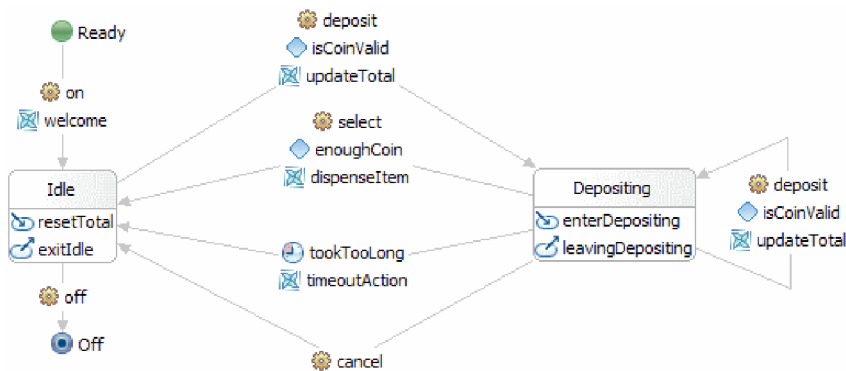 Ready
deposit
isCoinValid
updateTotal
on
welcome
select
enoughCoin
dispenseItem
Idle
resetTotal
exitIdle
Depositing
enterDepositing
leavingDepositing
deposit
isCoinValid
updateTotal
tookTooLong
timeoutAction
off
Off
cancel